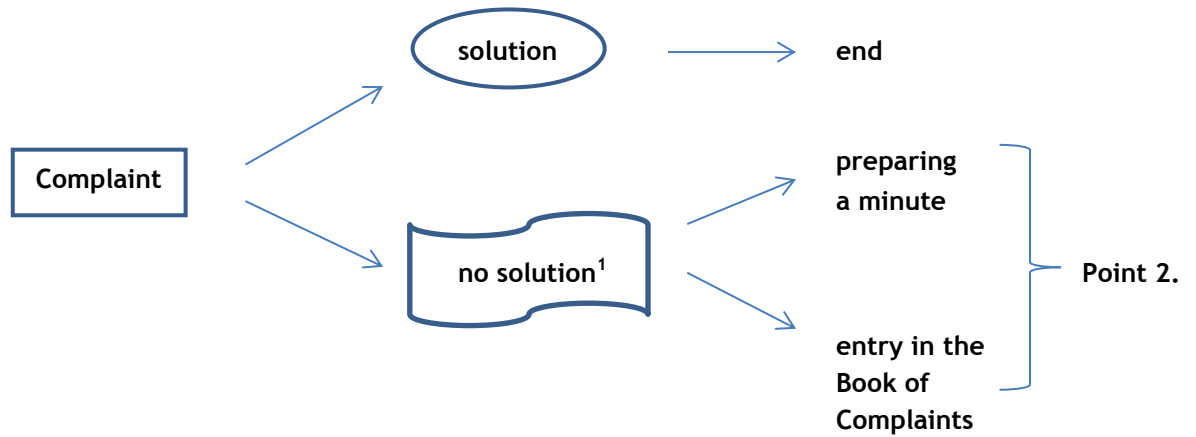 solution
end
Complaint
preparing
a minute
no solution¹
Point 2.
entry in the
Book of
Complaints